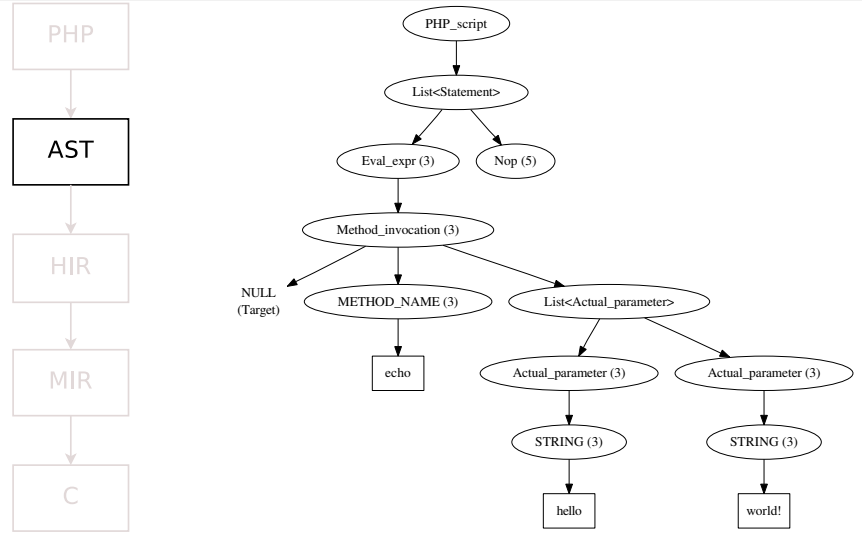 PHP
AST
HIR
MIR
C
PHP_script
List<Statement>
Eval_expr (3)
Nop (5)
Method_invocation (3)
NULL
(Target)
METHOD_NAME (3)
List<Actual_parameter>
echo
Actual_parameter (3)
Actual_parameter (3)
STRING (3)
STRING (3)
hello
world!